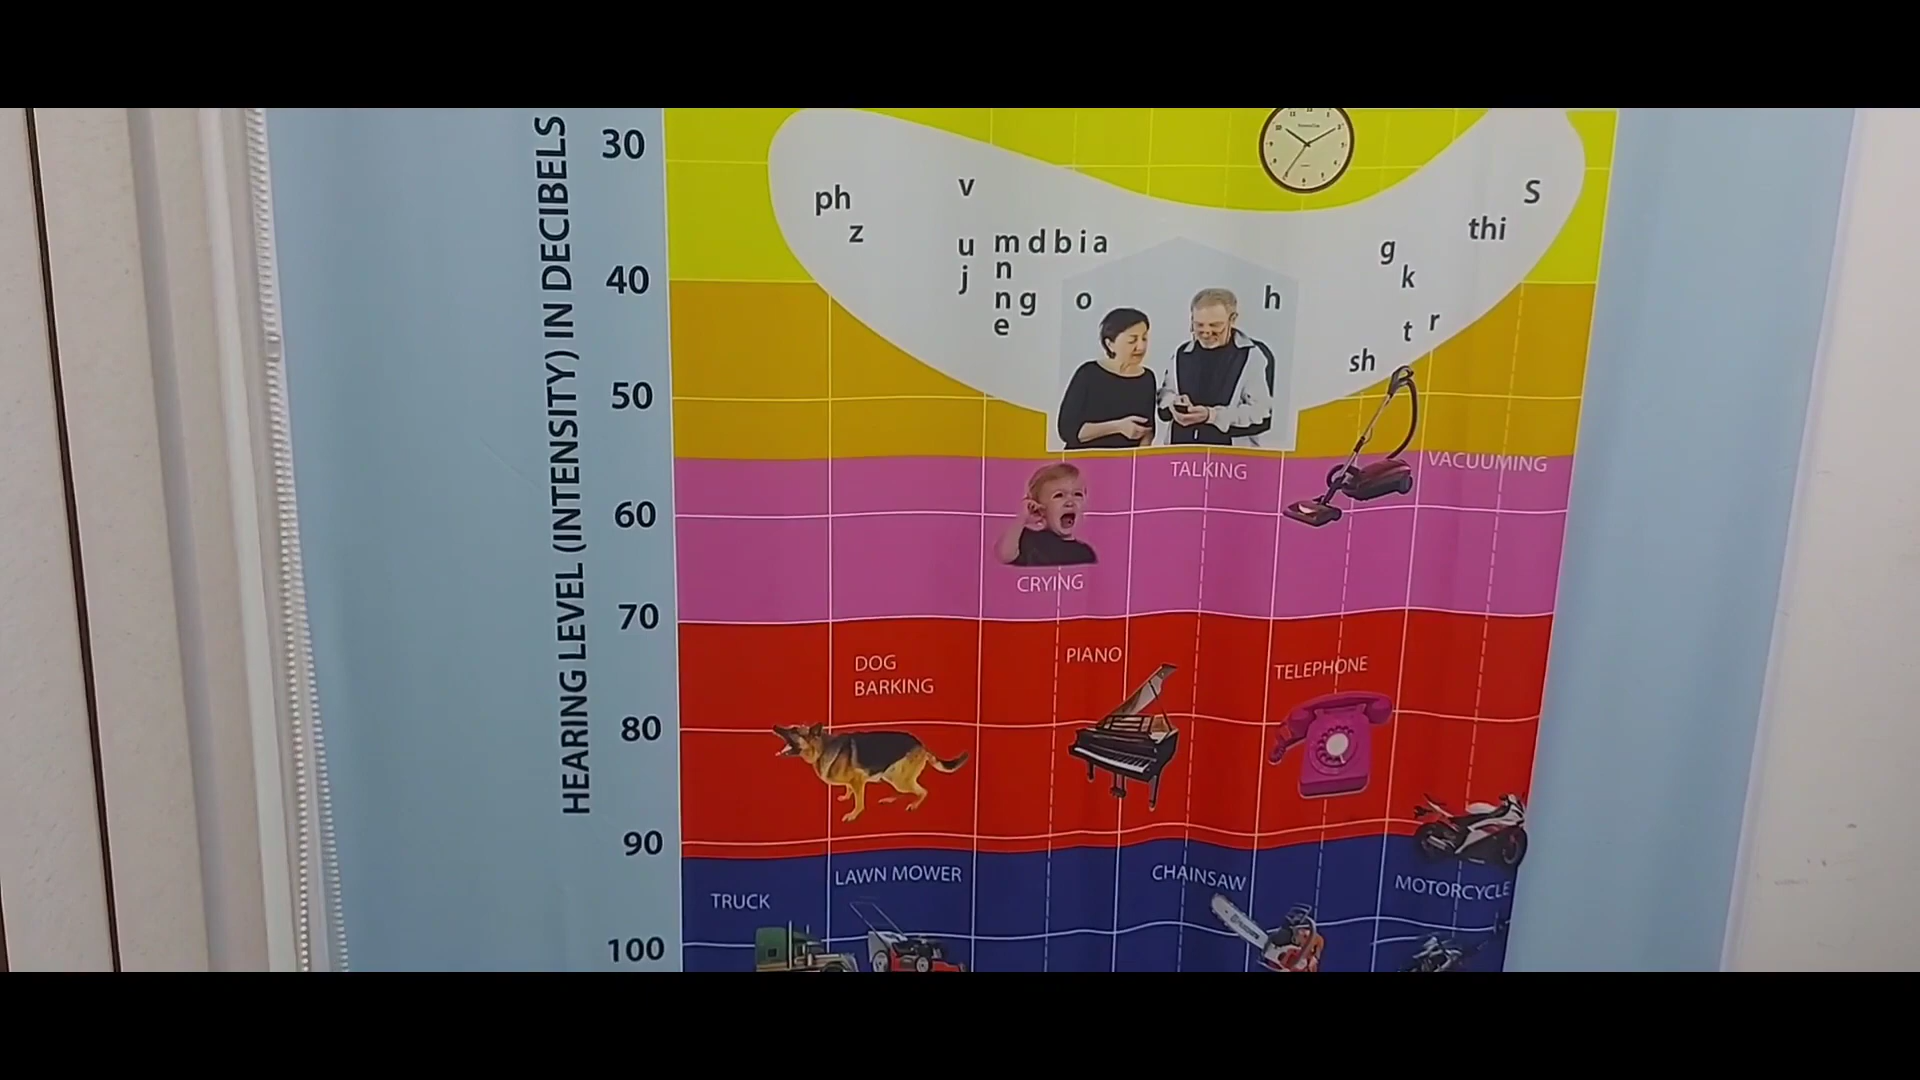 HEARING LEVEL (INTENSITY) IN DECIBELS
30
40
50
60
70
80
90
100
ph
z
v
u
j
m d b i a
n
n g
e
o
h
g
k
t
r
sh
thi
S
TALKING
VACUUMING
CRYING
DOG
BARKING
PIANO
TELEPHONE
TRUCK
LAWN MOWER
CHAINSAW
MOTORCYCLE